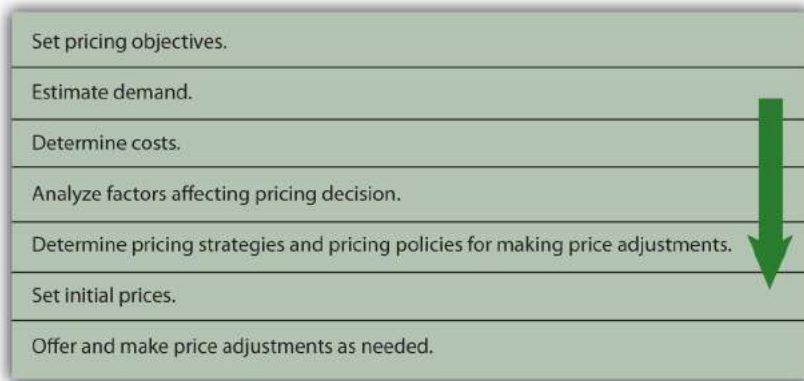 Set pricing objectives.
Estimate demand.
Determine costs.
Analyze factors affecting pricing decision.
Determine pricing strategies and pricing policies for making price adjustments.
Set initial prices.
Offer and make price adjustments as needed.